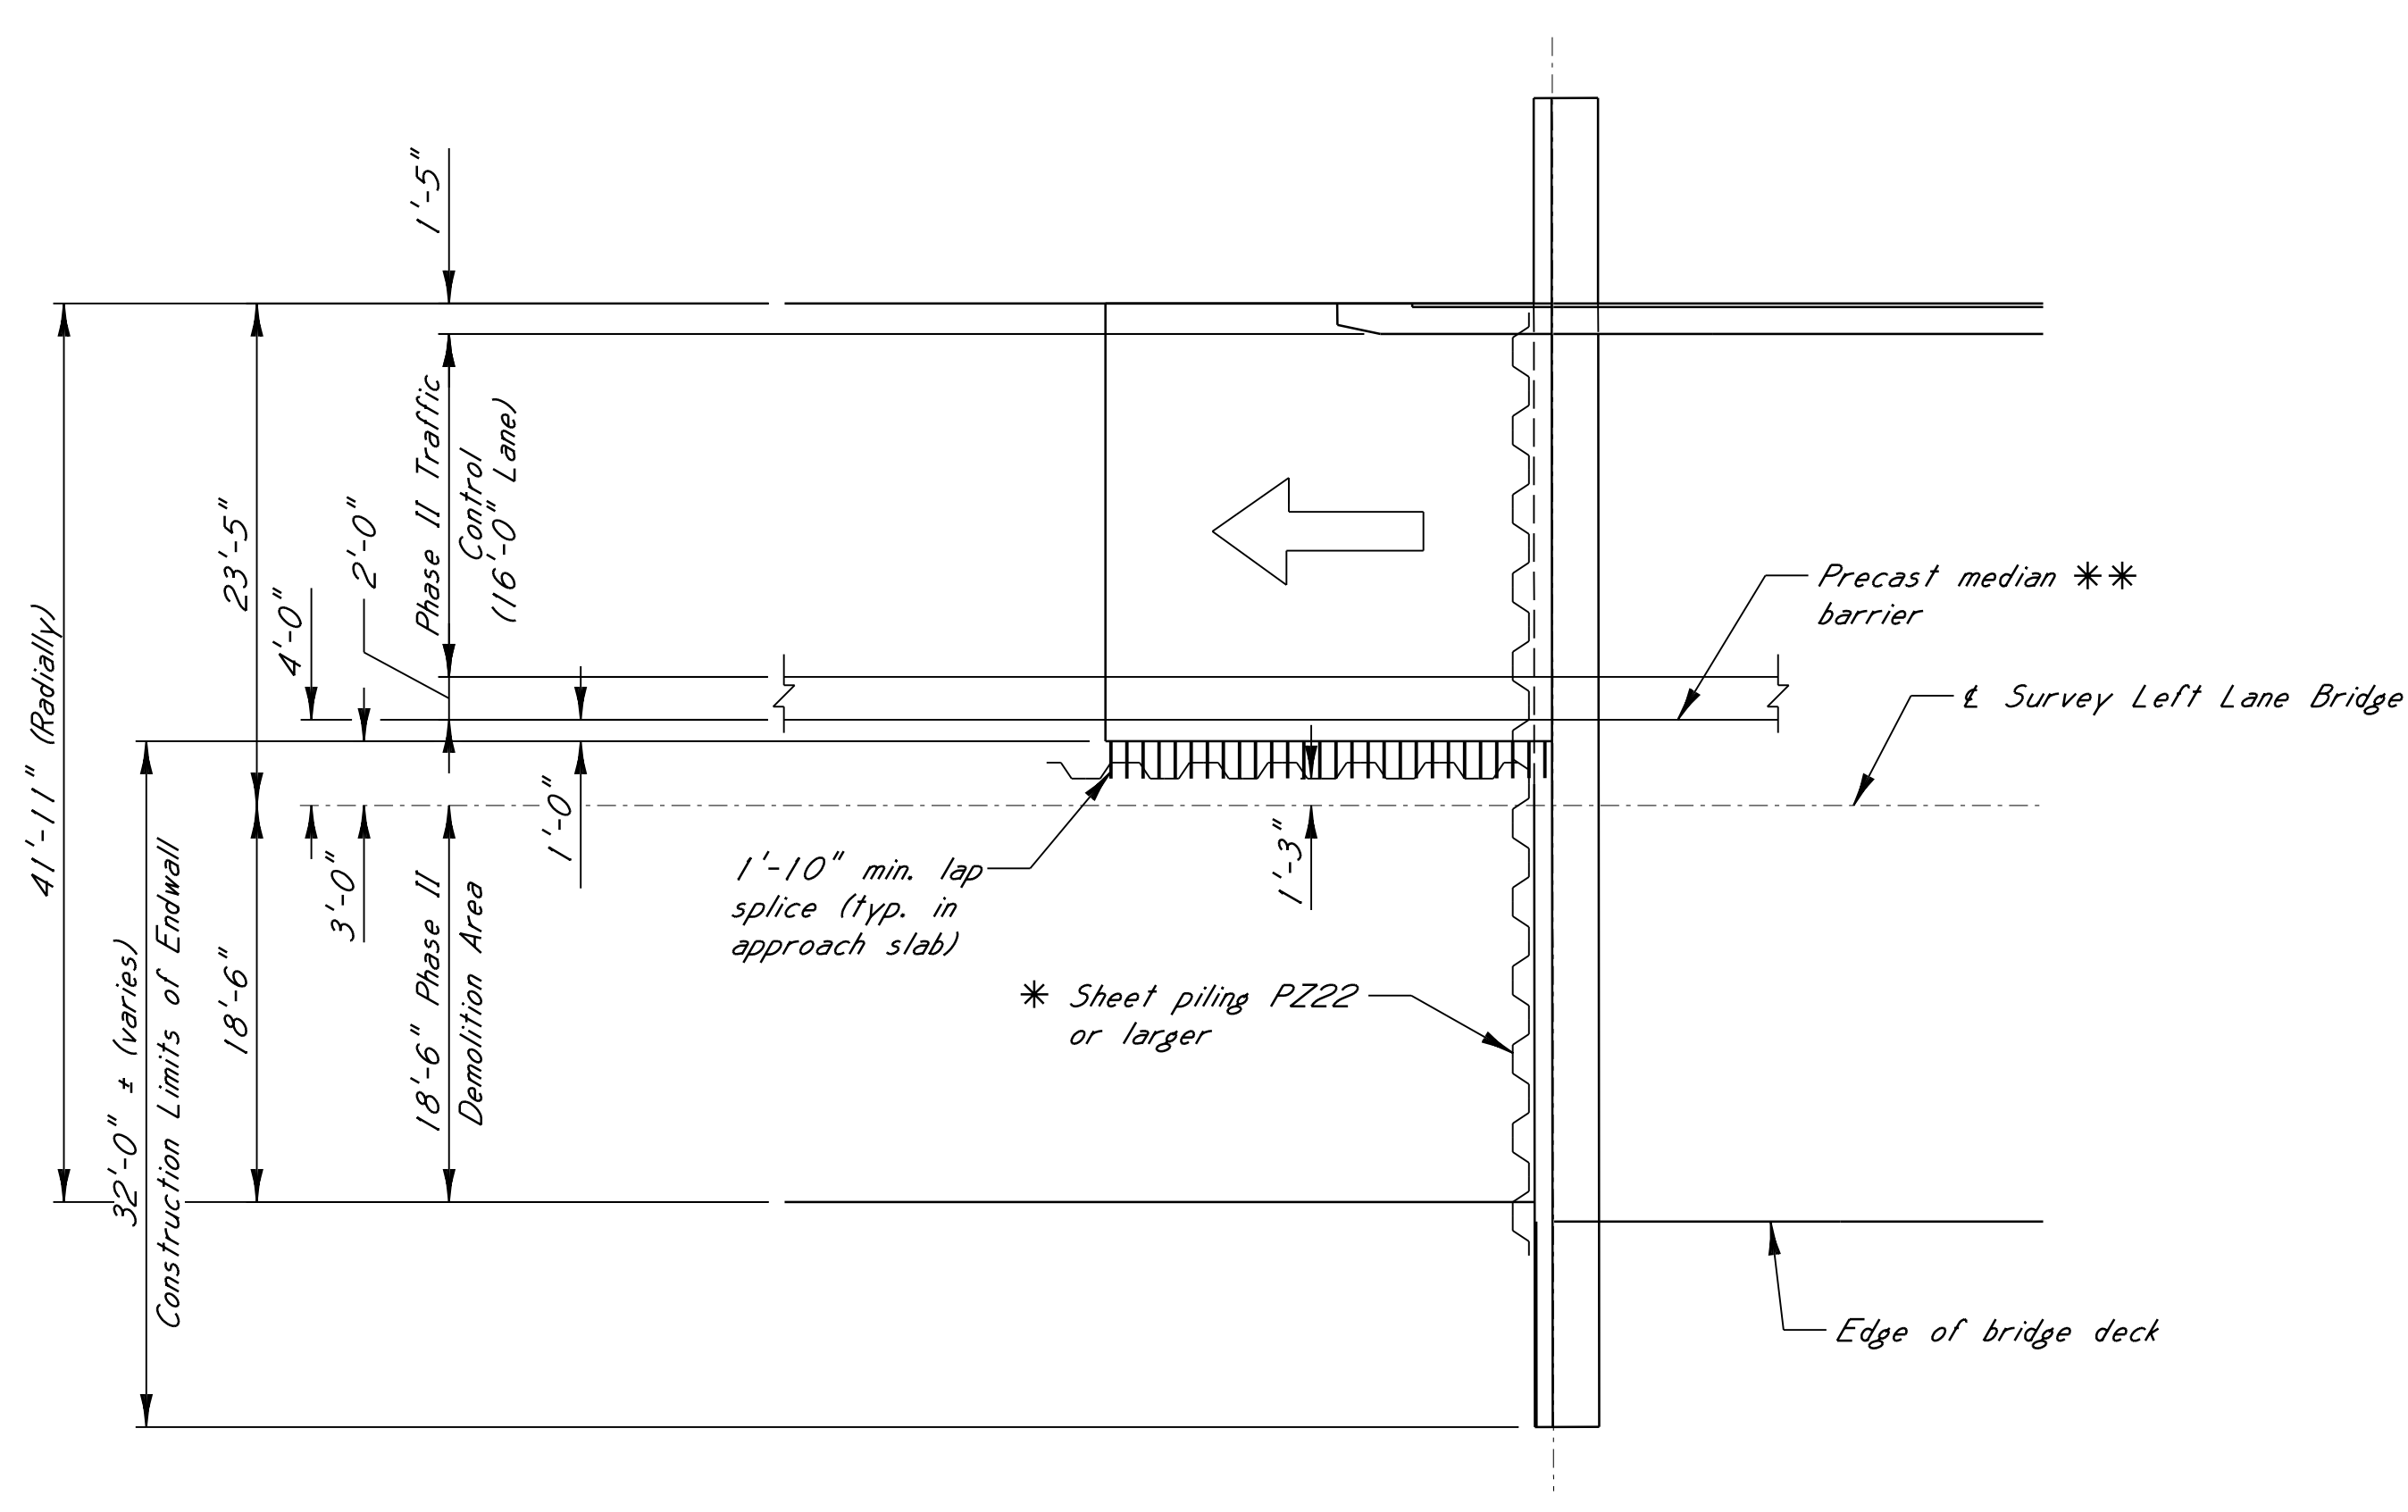 1'-5"
41'-11" (Radially)
23'-5"
4'-0"
2'-0"
Phase II Traffic
Control
(16'-0" Lane)
Precast median **
barrier
℄ Survey Left Lane Bridge
32'-0" ± (varies)
Construction Limits of Endwall
18'-6"
3'-0"
18'-6" Phase II
Demolition Area
1'-0"
1'-10" min. lap
splice (typ. in
approach slab)
1'-3"
* Sheet piling PZ22
or larger
Edge of bridge deck